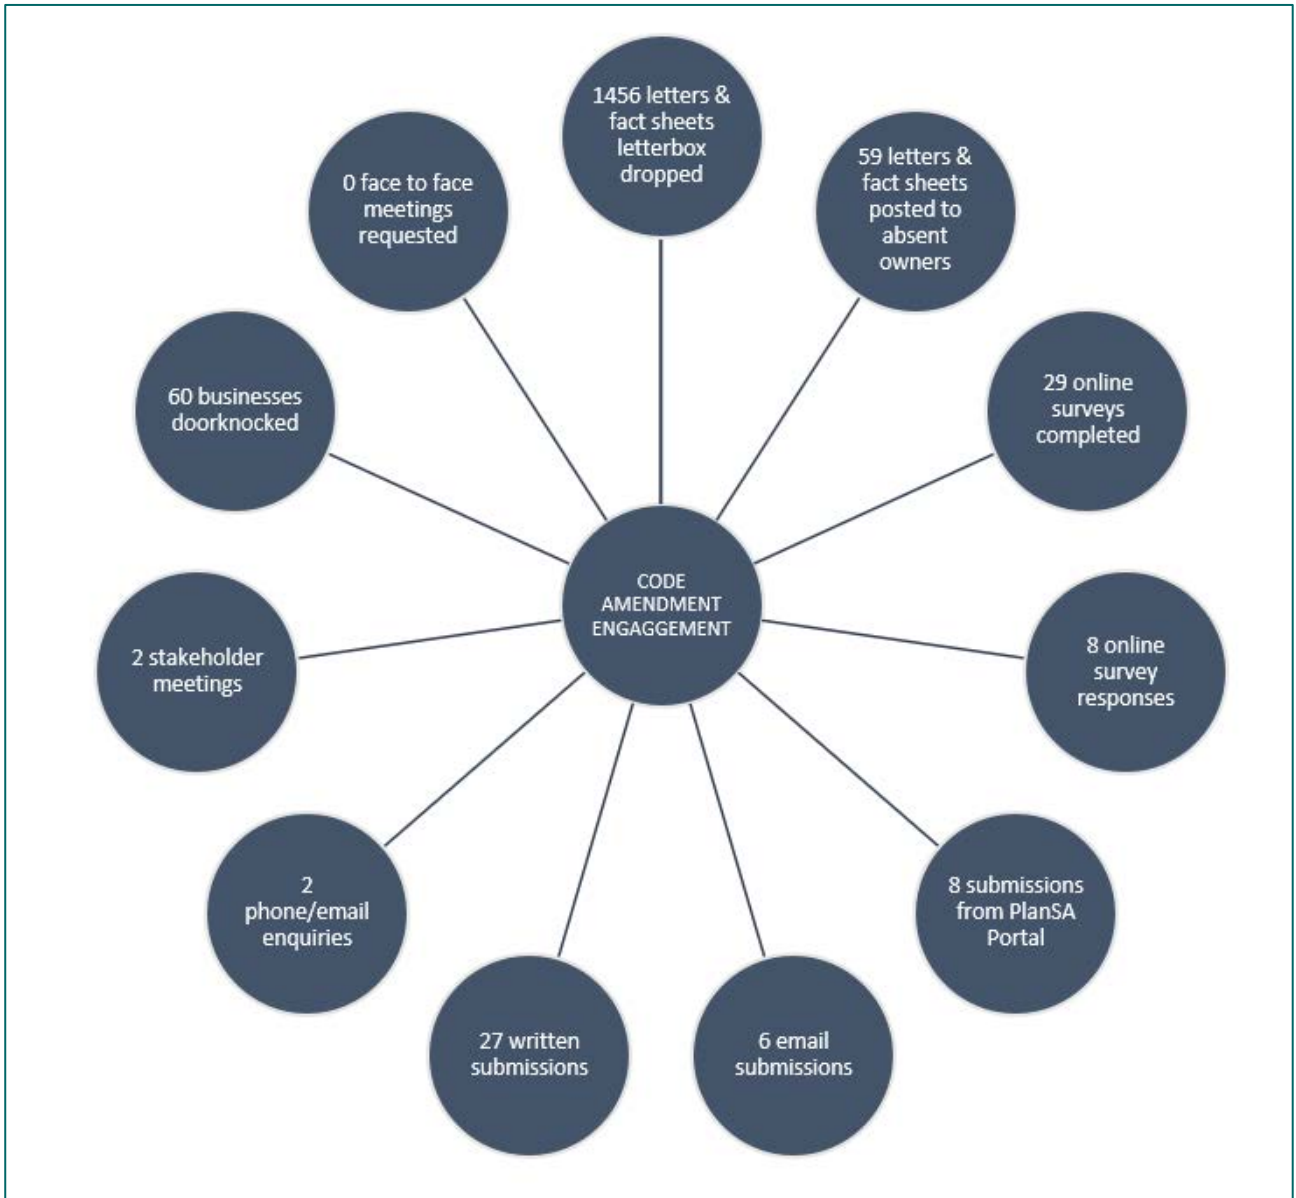 1456 letters &
fact sheets
letterbox
dropped
59 letters &
fact sheets
posted to
absent
owners
29 online
surveys
completed
8 online
survey
responses
8 submissions
from PlanSA
Portal
6 email
submissions
27 written
submissions
2
phone/email
enquiries
2 stakeholder
meetings
60 businesses
doorknocked
0 face to face
meetings
requested
CODE
AMENDMENT
ENGAGGEMENT